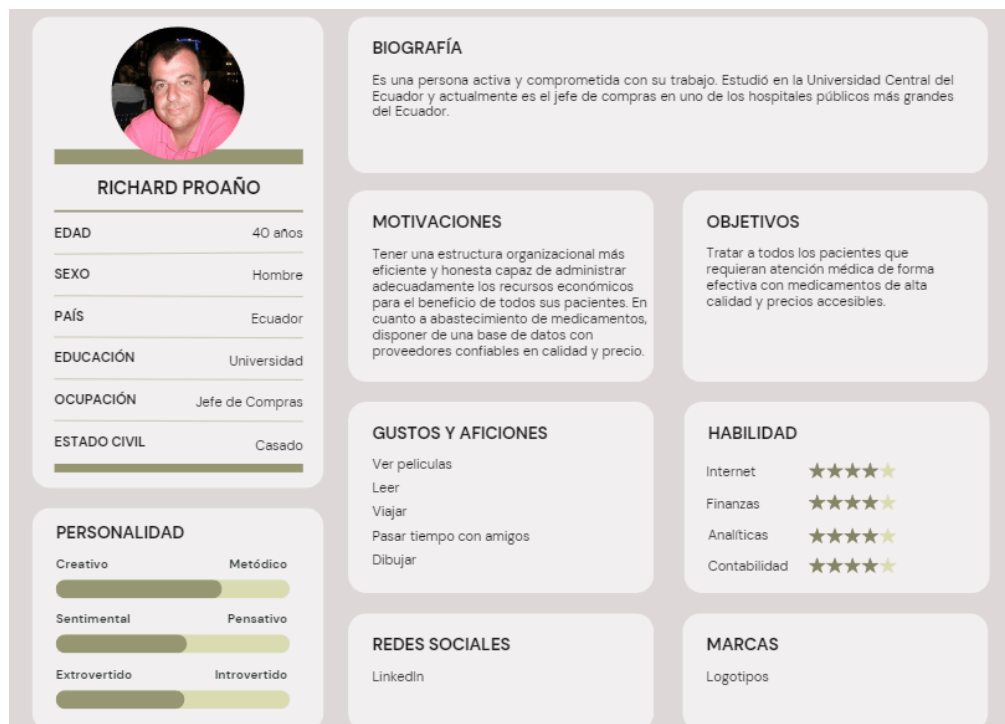 RICHARD PROAÑO
EDAD 40 años
SEXO Hombre
PAÍS Ecuador
EDUCACIÓN Universidad
OCUPACIÓN Jefe de Compras
ESTADO CIVIL Casado
PERSONALIDAD
Creativo Metódico
Sentimental Pensativo
Extrovertido Introvertido
BIOGRAFÍA
Es una persona activa y comprometida con su trabajo. Estudió en la Universidad Central del
Ecuador y actualmente es el jefe de compras en uno de los hospitales públicos más grandes
del Ecuador.
MOTIVACIONES
Tener una estructura organizacional más
eficiente y honesta capaz de administrar
adecuadamente los recursos económicos
para el beneficio de todos sus pacientes. En
cuanto a abastecimiento de medicamentos,
disponer de una base de datos con
proveedores confiables en calidad y precio.
OBJETIVOS
Tratar a todos los pacientes que
requieran atención médica de forma
efectiva con medicamentos de alta
calidad y precios accesibles.
GUSTOS Y AFICIONES
Ver peliculas
Leer
Viajar
Pasar tiempo con amigos
Dibujar
HABILIDAD
Internet
Finanzas
Analíticas
Contabilidad
REDES SOCIALES
LinkedIn
MARCAS
Logotipos